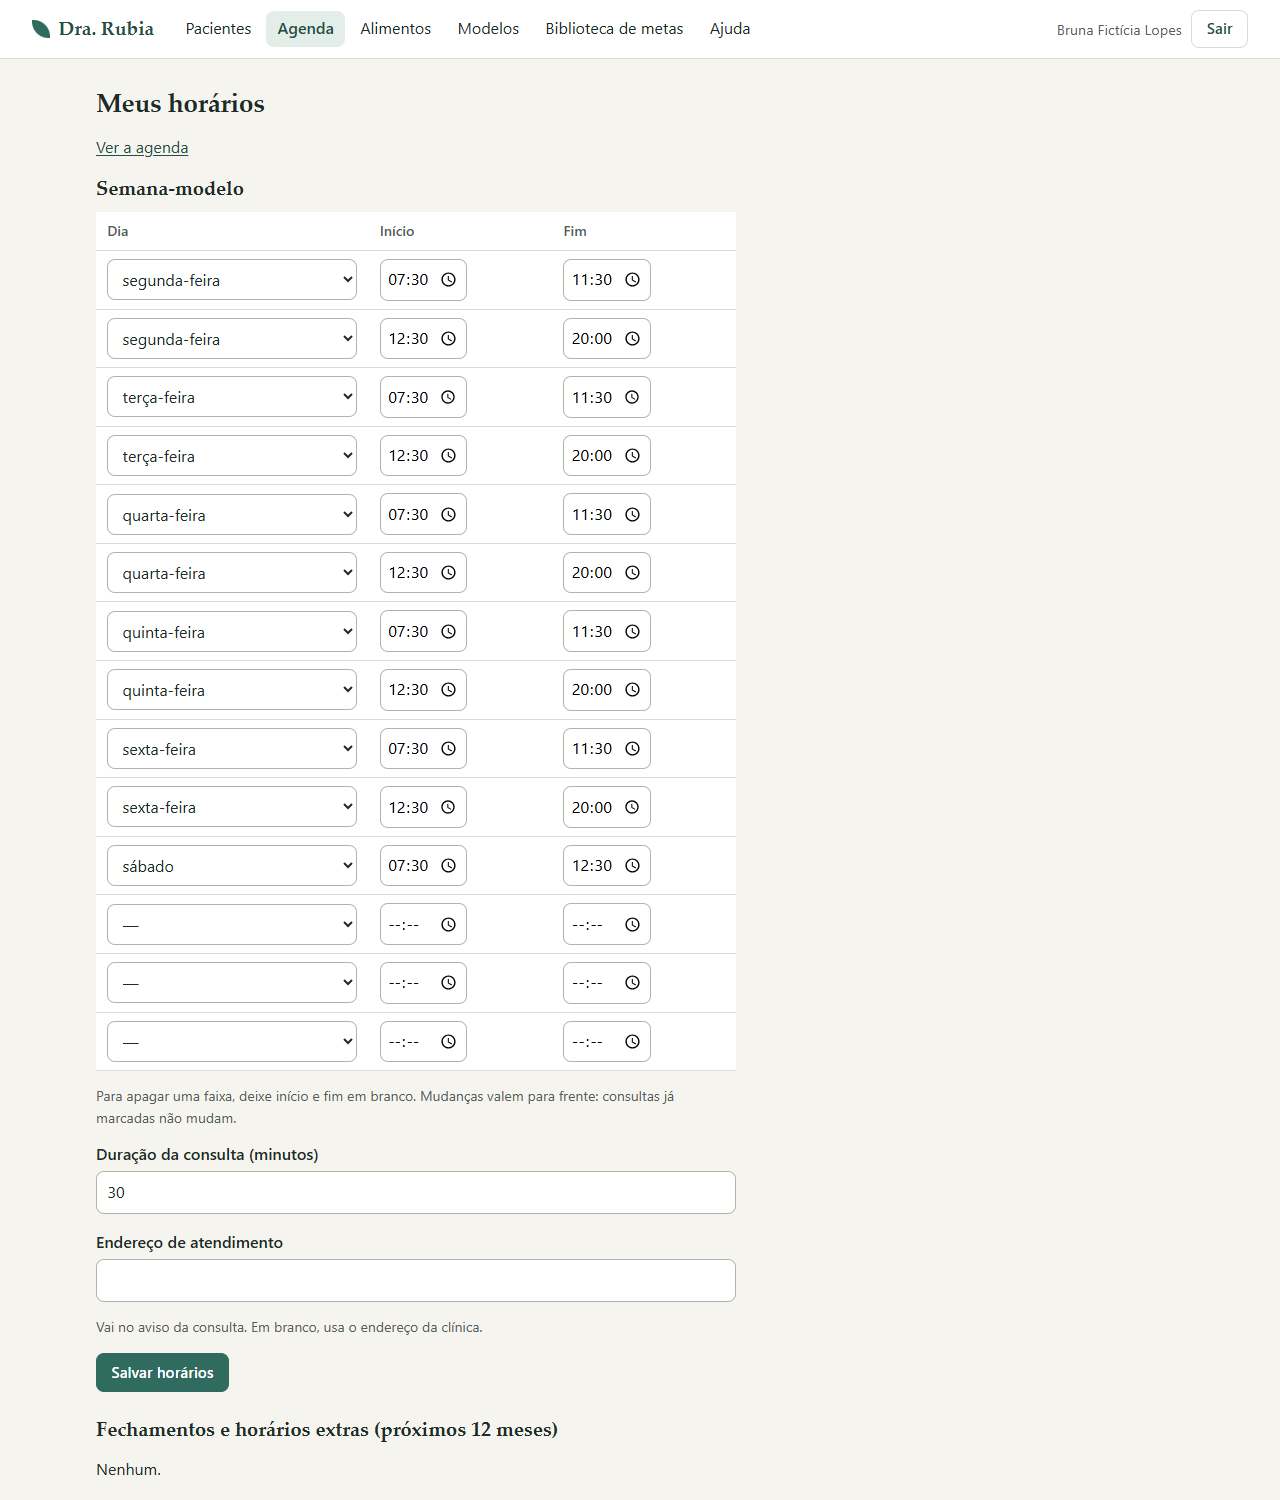 Dra. Rubia Pacientes Agenda Alimentos Modelos Biblioteca de metas Ajuda Bruna Fictícia Lopes Sair
Meus horários
Ver a agenda
Semana-modelo
Dia Início Fim
segunda-feira 07:30 11:30
segunda-feira 12:30 20:00
terça-feira 07:30 11:30
terça-feira 12:30 20:00
quarta-feira 07:30 11:30
quarta-feira 12:30 20:00
quinta-feira 07:30 11:30
quinta-feira 12:30 20:00
sexta-feira 07:30 11:30
sexta-feira 12:30 20:00
sábado 07:30 12:30
— --:-- --:--
— --:-- --:--
— --:-- --:--
Para apagar uma faixa, deixe início e fim em branco. Mudanças valem para frente: consultas já
marcadas não mudam.
Duração da consulta (minutos)
30
Endereço de atendimento
Vai no aviso da consulta. Em branco, usa o endereço da clínica.
Salvar horários
Fechamentos e horários extras (próximos 12 meses)
Nenhum.